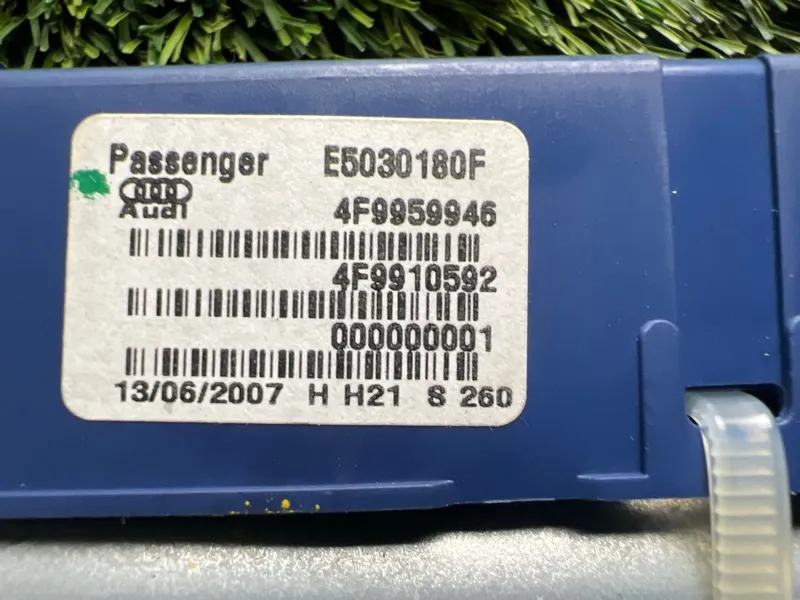 Passenger E5030180F
Audi 4F9959946
4F9910592
000000001
13/06/2007 H H21 S 260